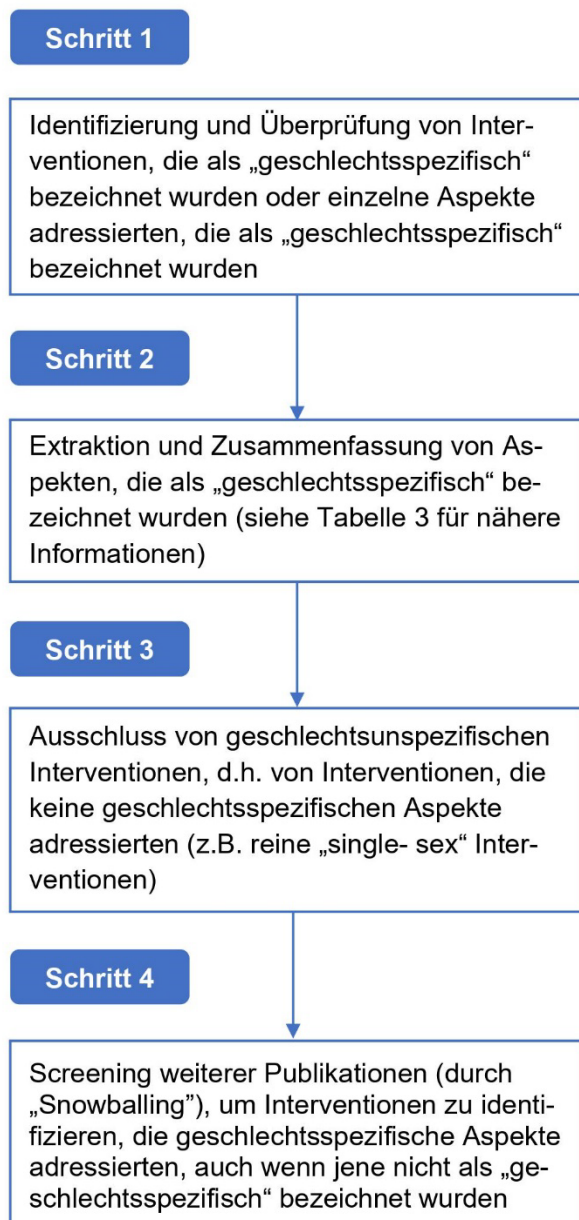 Schritt 1
Identifizierung und Überprüfung von Inter-
ventionen, die als „geschlechtsspezifisch“
bezeichnet wurden oder einzelne Aspekte
adressierten, die als „geschlechtsspezifisch“
bezeichnet wurden
Schritt 2
Extraktion und Zusammenfassung von As-
pekten, die als „geschlechtsspezifisch“ be-
zeichnet wurden (siehe Tabelle 3 für nähere
Informationen)
Schritt 3
Ausschluss von geschlechtsunspezifischen
Interventionen, d.h. von Interventionen, die
keine geschlechtsspezifischen Aspekte
adressierten (z.B. reine „single- sex“ Inter-
ventionen)
Schritt 4
Screening weiterer Publikationen (durch
„Snowballing”), um Interventionen zu identi-
fizieren, die geschlechtsspezifische Aspekte
adressierten, auch wenn jene nicht als „ge-
schlechtsspezifisch“ bezeichnet wurden